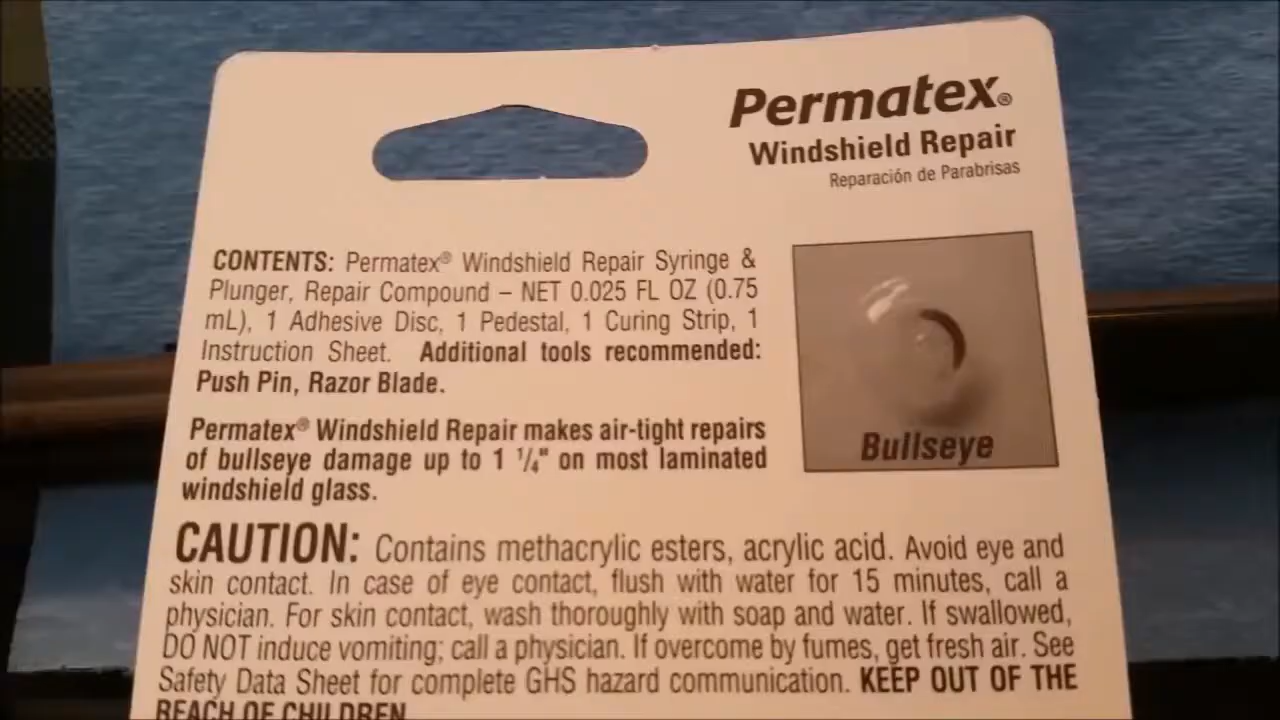 Permatex®
Windshield Repair
Reparación de Parabrisas
CONTENTS: Permatex® Windshield Repair Syringe &
Plunger, Repair Compound – NET 0.025 FL OZ (0.75
mL), 1 Adhesive Disc, 1 Pedestal, 1 Curing Strip, 1
Instruction Sheet. Additional tools recommended:
Push Pin, Razor Blade.
Permatex® Windshield Repair makes air-tight repairs
of bullseye damage up to 1 1/4" on most laminated
windshield glass.
Bullseye
CAUTION: Contains methacrylic esters, acrylic acid. Avoid eye and
skin contact. In case of eye contact, flush with water for 15 minutes, call a
physician. For skin contact, wash thoroughly with soap and water. If swallowed,
DO NOT induce vomiting; call a physician. If overcome by fumes, get fresh air. See
Safety Data Sheet for complete GHS hazard communication. KEEP OUT OF THE
REACH OF CHILDREN